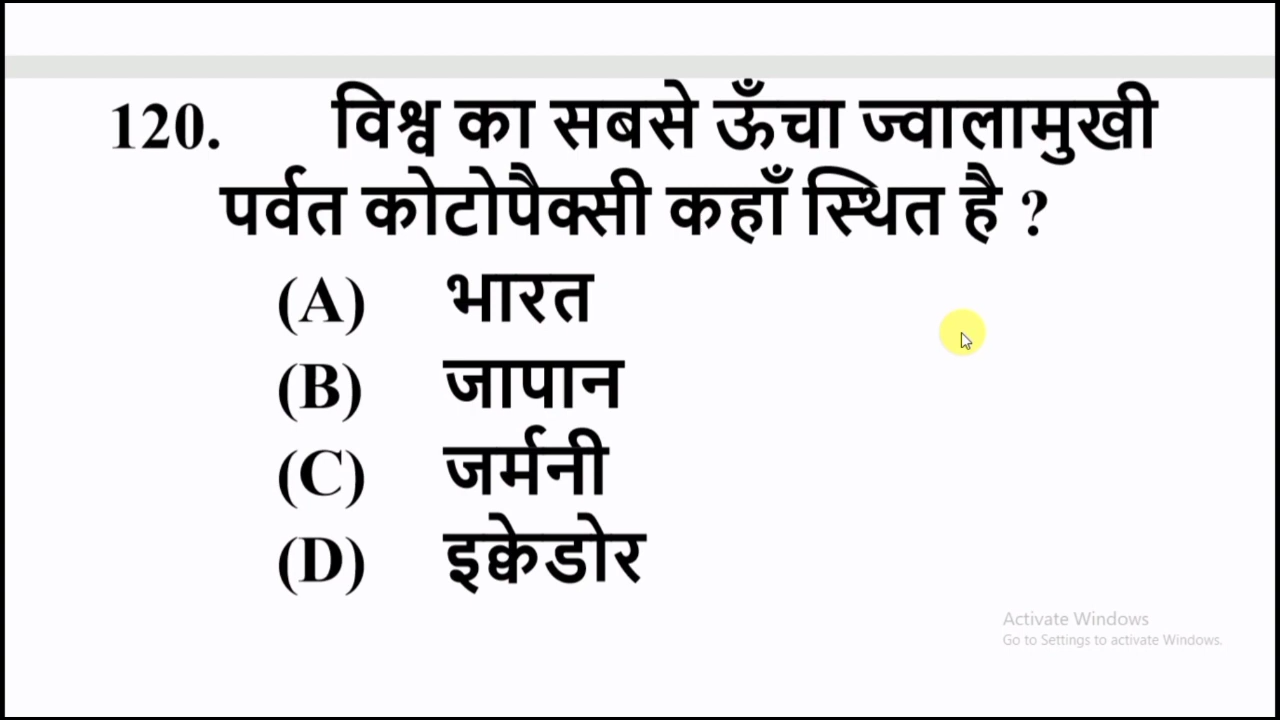 120. विश्व का सबसे ऊँचा ज्वालामुखी
पर्वत कोटोपैक्सी कहाँ स्थित है ?
(A) भारत
(B) जापान
(C) जर्मनी
(D) इक्वेडोर
Activate Windows
Go to Settings to activate Windows.